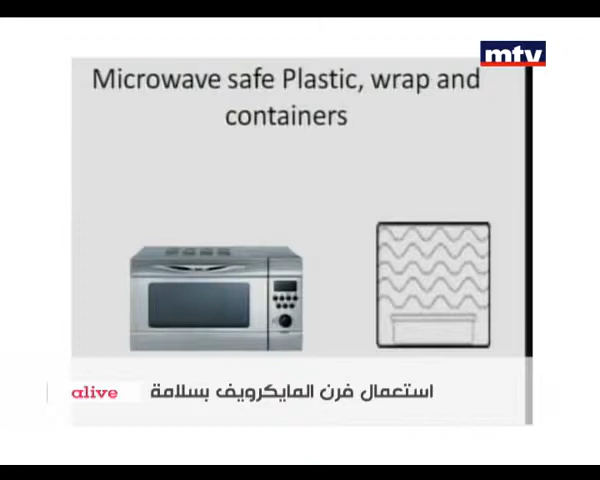 mtv
Microwave safe Plastic, wrap and
containers
alive
استعمال فرن المايكرويف بسلامة